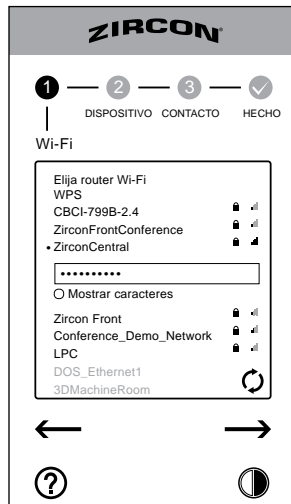 ZIRCON
1 2 3
DISPOSITIVO CONTACTO HECHO
Wi-Fi
Elija router Wi-Fi
WPS
CBCI-799B-2.4
ZirconFrontConference
• ZirconCentral
••••••••••
Mostrar caracteres
Zircon Front
Conference_Demo_Network
LPC
DOS_Ethernet1
3DMachineRoom
?